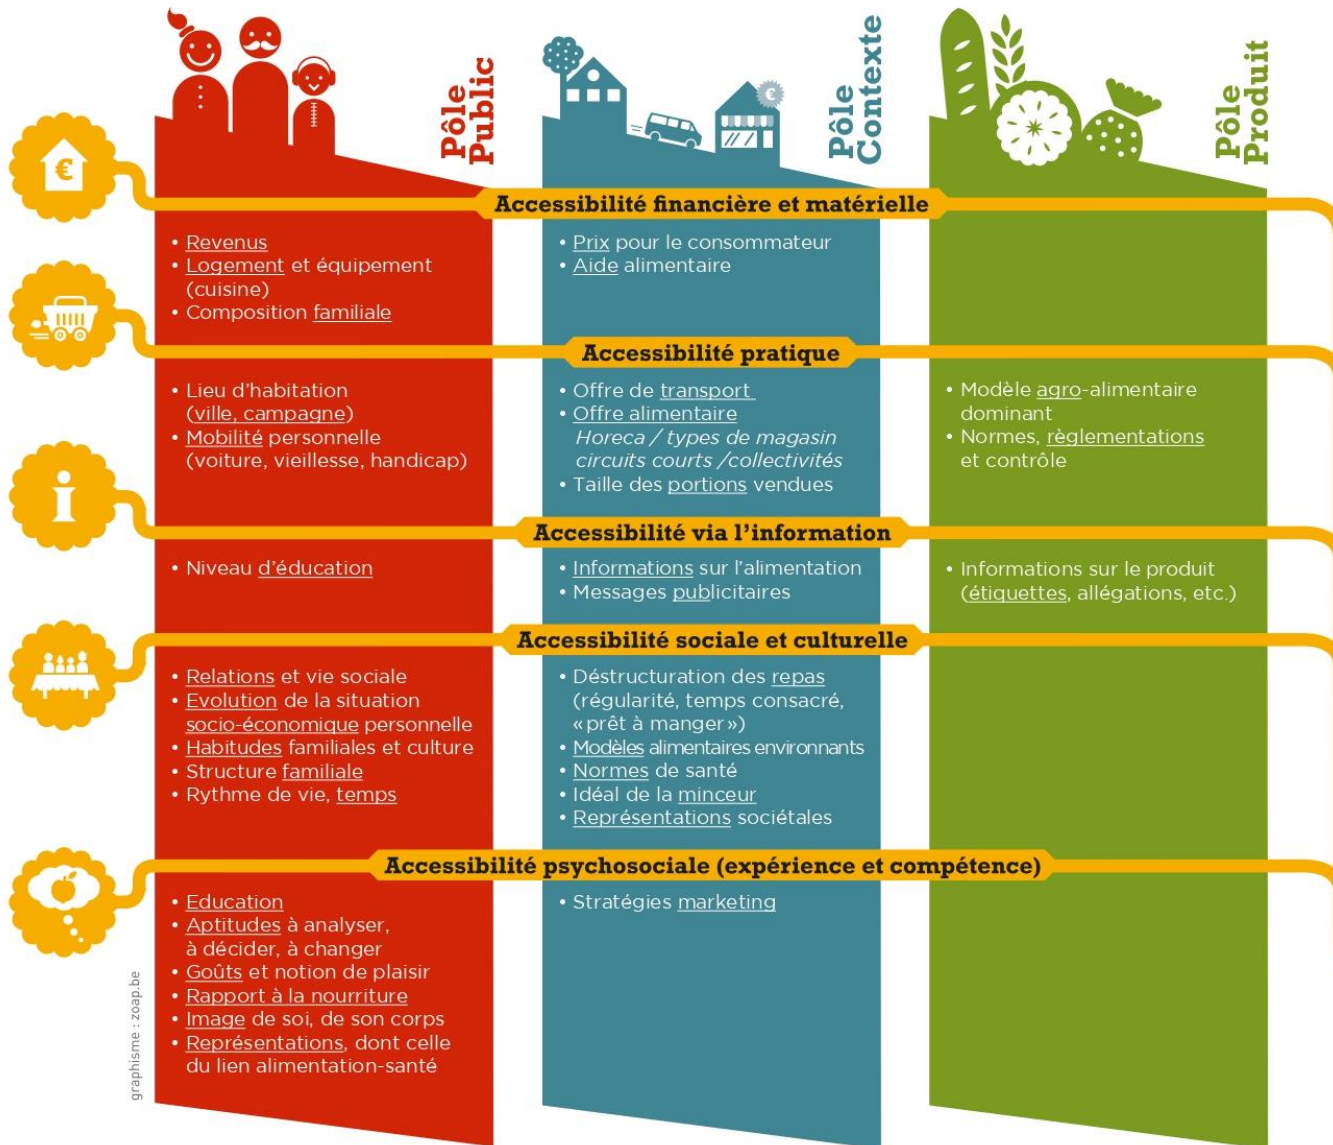 Pôle
Public
Pôle
Contexte
€
Pôle
Produit
€
Accessibilité financière et matérielle
• Revenus
• Logement et équipement
(cuisine)
• Composition familiale
• Prix pour le consommateur
• Aide alimentaire
Accessibilité pratique
• Lieu d'habitation
(ville, campagne)
• Mobilité personnelle
(voiture, vieillesse, handicap)
• Offre de transport
• Offre alimentaire
Horeca / types de magasin
circuits courts /collectivités
• Taille des portions vendues
• Modèle agro-alimentaire
dominant
• Normes, règlementations
et contrôle
i
Accessibilité via l'information
• Niveau d'éducation
• Informations sur l'alimentation
• Messages publicitaires
• Informations sur le produit
(étiquettes, allégations, etc.)
Accessibilité sociale et culturelle
• Relations et vie sociale
• Evolution de la situation
socio-économique personnelle
• Habitudes familiales et culture
• Structure familiale
• Rythme de vie, temps
• Déstructuration des repas
(régularité, temps consacré,
« prêt à manger »)
• Modèles alimentaires environnants
• Normes de santé
• Idéal de la minceur
• Représentations sociétales
Accessibilité psychosociale (expérience et compétence)
• Education
• Aptitudes à analyser,
à décider, à changer
• Goûts et notion de plaisir
• Rapport à la nourriture
• Image de soi, de son corps
• Représentations, dont celle
du lien alimentation-santé
• Stratégies marketing
graphisme : zoap.be